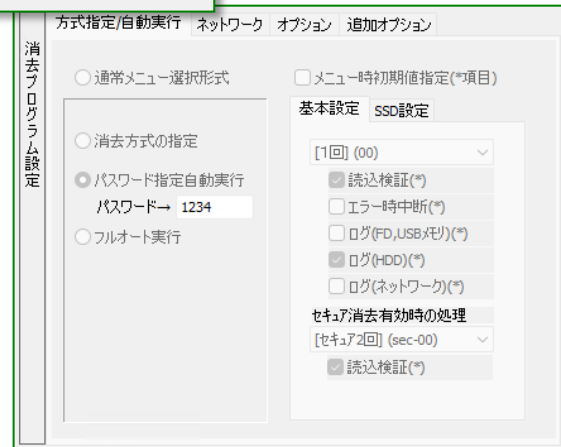 消去プログラム設定
方式指定/自動実行 ネットワーク オプション 追加オプション
通常メニュー選択形式
消去方式の指定
パスワード指定自動実行
パスワード→ 1234
フルオート実行
メニュー時初期値指定(*項目)
基本設定 SSD設定
[1回] (00)
読込検証(*)
エラー時中断(*)
ログ(FD,USBメモリ)(*)
ログ(HDD)(*)
ログ(ネットワーク)(*)
セキュア消去有効時の処理
[セキュア2回] (sec-00)
読込検証(*)